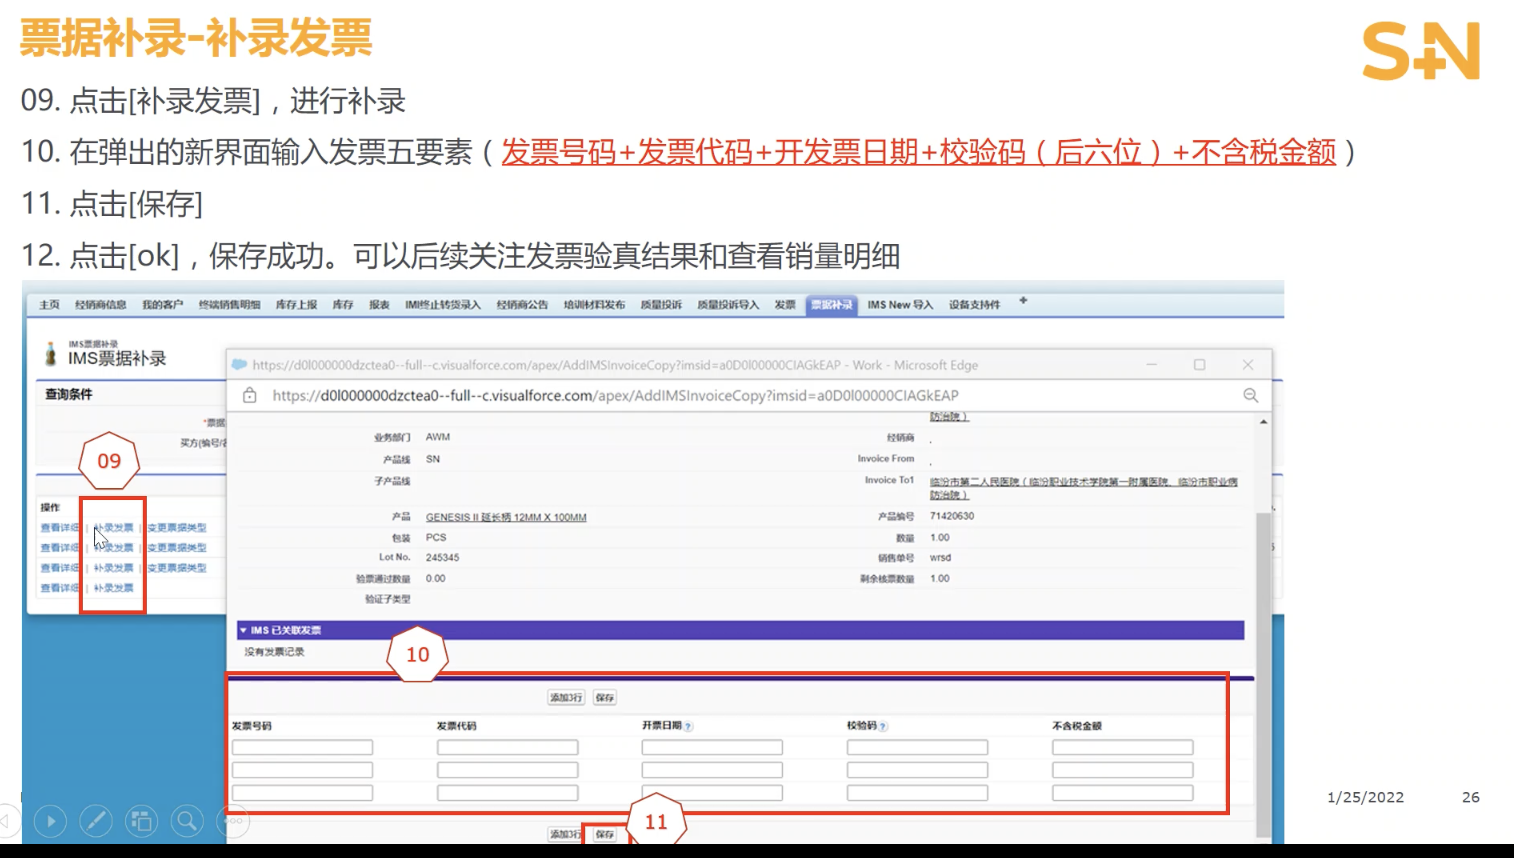 票据补录-补录发票
S+N
09. 点击[补录发票]，进行补录
10. 在弹出的新界面输入发票五要素（发票号码+发票代码+开发票日期+校验码（后六位）+不含税金额）
11. 点击[保存]
12. 点击[ok]，保存成功。可以后续关注发票验真结果和查看销量明细
主页 经销商信息 我的客户 终端销售明细 库存上报 库存 报表 IMI终止转货录入 经销商公告 培训材料发布 质量投诉 质量投诉导入 发票 票据补录 IMS New 导入 设备支持件 +
IMS票据补录
IMS票据补录
https://d0l000000dzctea0--full--c.visualforce.com/apex/AddIMSInvoiceCopy?imsid=a0D0l00000CIAGkEAP - Work - Microsoft Edge
查询条件
https://d0l000000dzctea0--full--c.visualforce.com/apex/AddIMSInvoiceCopy?imsid=a0D0l00000CIAGkEAP
*票据
买方(编号/名
防治院）
业务部门 AWM 经销商
产品线 SN Invoice From
子产品线 Invoice To1 临汾市第二人民医院（临汾职业技术学院第一附属医院、临汾市职业病
防治院）
产品 GENESIS II 延长柄 12MM X 100MM 产品编号 71420630
包装 PCS 数量 1.00
Lot No. 245345 销售单号 wrsd
验票通过数量 0.00 剩余核票数量 1.00
验证子类型
09
操作
查看详细 | 补录发票 | 变更票据类型
查看详细 | 补录发票 | 变更票据类型
查看详细 | 补录发票 | 变更票据类型
查看详细 | 补录发票
IMS 已关联发票
没有发票记录
10
添加3行 保存
发票号码 发票代码 开票日期 校验码 不含税金额
11
添加3行 保存
1/25/2022 26